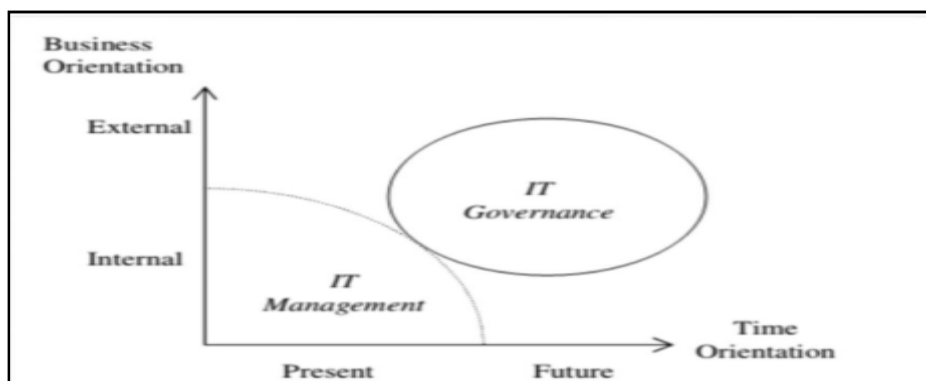 Business
Orientation
External
IT
Governance
Internal
IT
Management
Time
Orientation
Present
Future